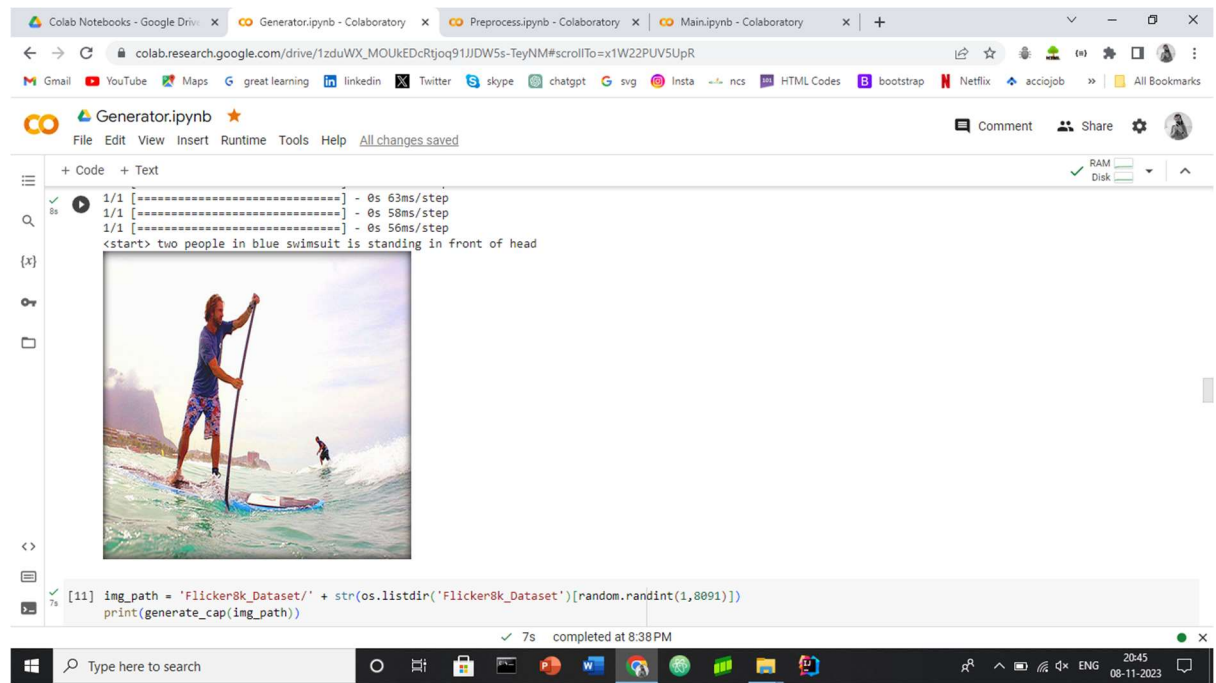 Colab Notebooks - Google Driv
Generator.ipynb - Colaboratory
Preprocess.ipynb - Colaboratory
Main.ipynb - Colaboratory
colab.research.google.com/drive/1zduWX_MOUkEDcRtjoq91JJDW5s-TeyNM#scrollTo=x1W22PUV5UpR
Gmail YouTube Maps great learning linkedin Twitter skype chatgpt svg Insta ncs HTML Codes bootstrap Netflix acciojob » All Bookmarks
Generator.ipynb
Comment Share
File Edit View Insert Runtime Tools Help All changes saved
+ Code + Text
RAM
Disk
8s
1/1 [==============================] - 0s 63ms/step
1/1 [==============================] - 0s 58ms/step
1/1 [==============================] - 0s 56ms/step
<start> two people in blue swimsuit is standing in front of head
{x}
[11] img_path = 'Flicker8k_Dataset/' + str(os.listdir('Flicker8k_Dataset')[random.randint(1,8091)])
7s
print(generate_cap(img_path))
7s completed at 8:38 PM
Type here to search
ENG
20:45
08-11-2023